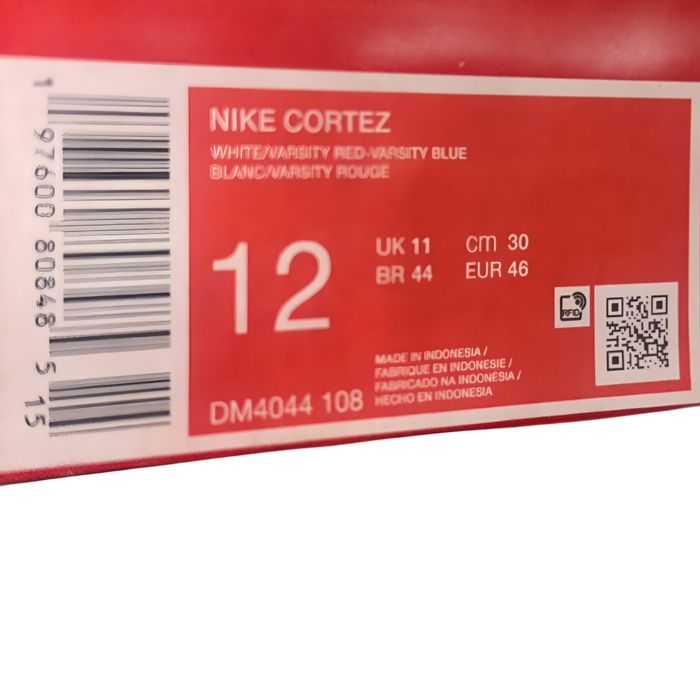 1 97600 80848 5 15
NIKE CORTEZ
WHITE/VARSITY RED-VARSITY BLUE
BLANC/VARSITY ROUGE
12
UK 11 cm 30
BR 44 EUR 46
RFID
MADE IN INDONESIA /
FABRIQUE EN INDONESIE /
FABRICADO NA INDONESIA /
HECHO EN INDONESIA
DM4044 108